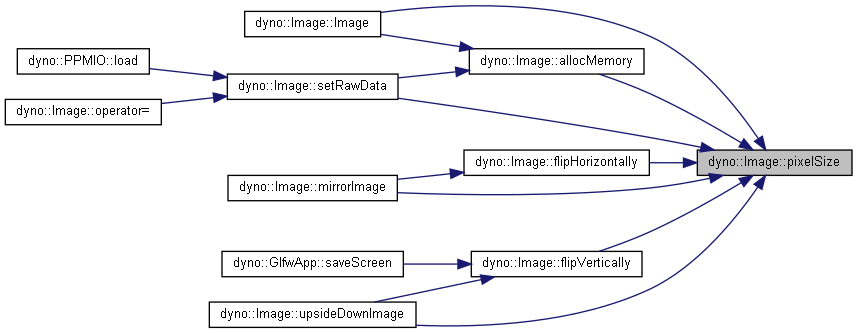 dyno::Image::Image
dyno::PPMIO::load
dyno::Image::allocMemory
dyno::Image::setRawData
dyno::Image::operator=
dyno::Image::flipHorizontally
dyno::Image::pixelSize
dyno::Image::mirrorImage
dyno::GlfwApp::saveScreen
dyno::Image::flipVertically
dyno::Image::upsideDownImage